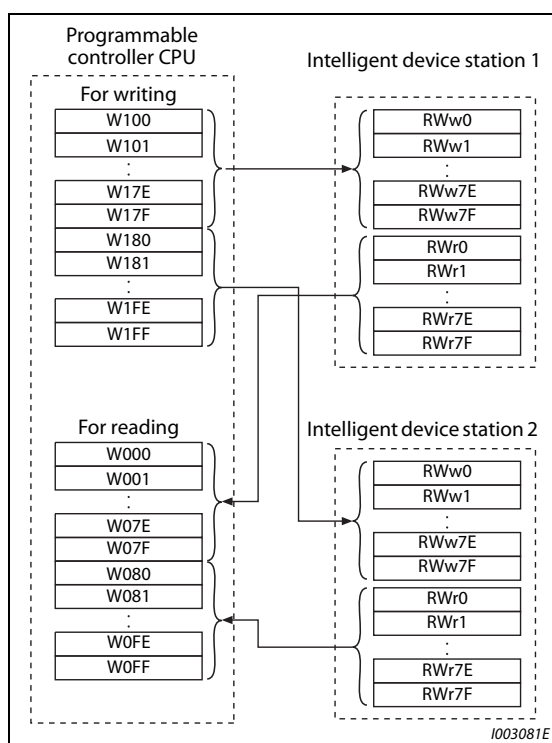 Programmable
controller CPU
For writing
W100
W101
:
W17E
W17F
W180
W181
:
W1FE
W1FF
For reading
W000
W001
:
W07E
W07F
W080
W081
:
W0FE
W0FF
Intelligent device station 1
RWw0
RWw1
:
RWw7E
RWw7F
RWr0
RWr1
:
RWr7E
RWr7F
Intelligent device station 2
RWw0
RWw1
:
RWw7E
RWw7F
RWr0
RWr1
:
RWr7E
RWr7F
I003081E